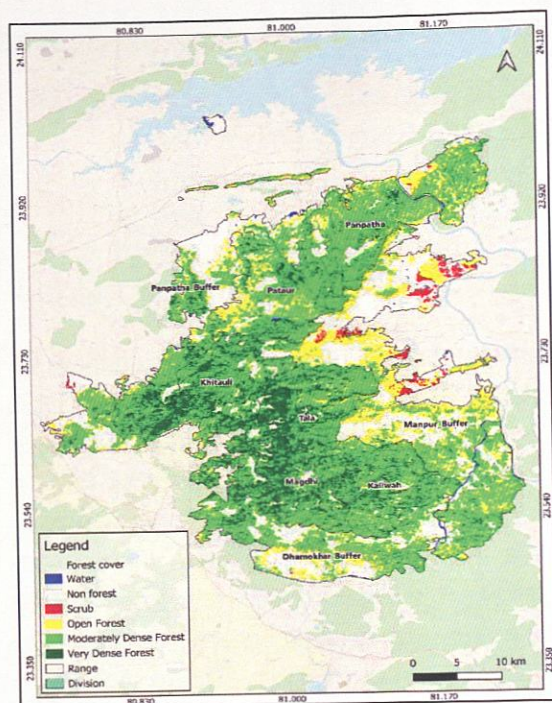 80.830 81.000 81.170
24.110 24.110
23.920 23.920
Panpatha
Panpatha Buffer
Pataur
23.730 23.730
Khitauli
Tala
Manpur Buffer
Magdhi
Kallwah
23.540 23.540
Dhamokhar Buffer
Legend
Forest cover
Water
Non forest
Scrub
Open Forest
Moderately Dense Forest
Very Dense Forest
Range
Division
0 5 10 km
23.350 23.350
80.830 81.000 81.170